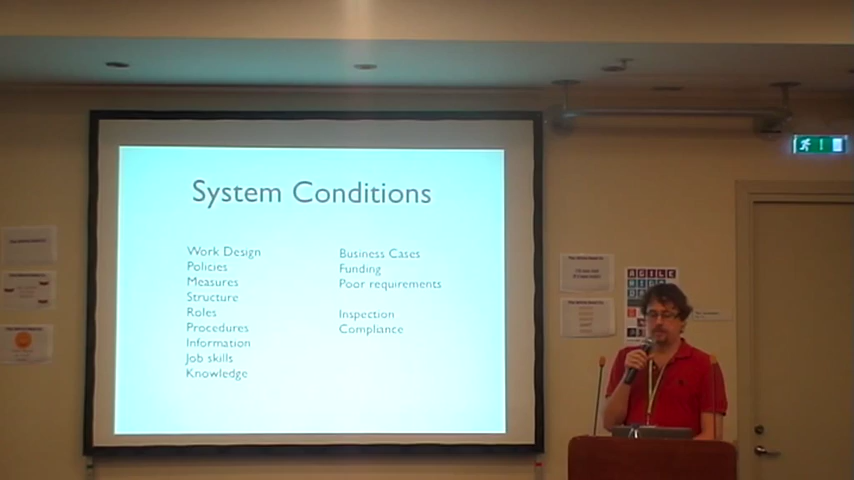 System Conditions
Work Design
Policies
Measures
Structure
Roles
Procedures
Information
Job skills
Knowledge
Business Cases
Funding
Poor requirements
Inspection
Compliance
AGILE